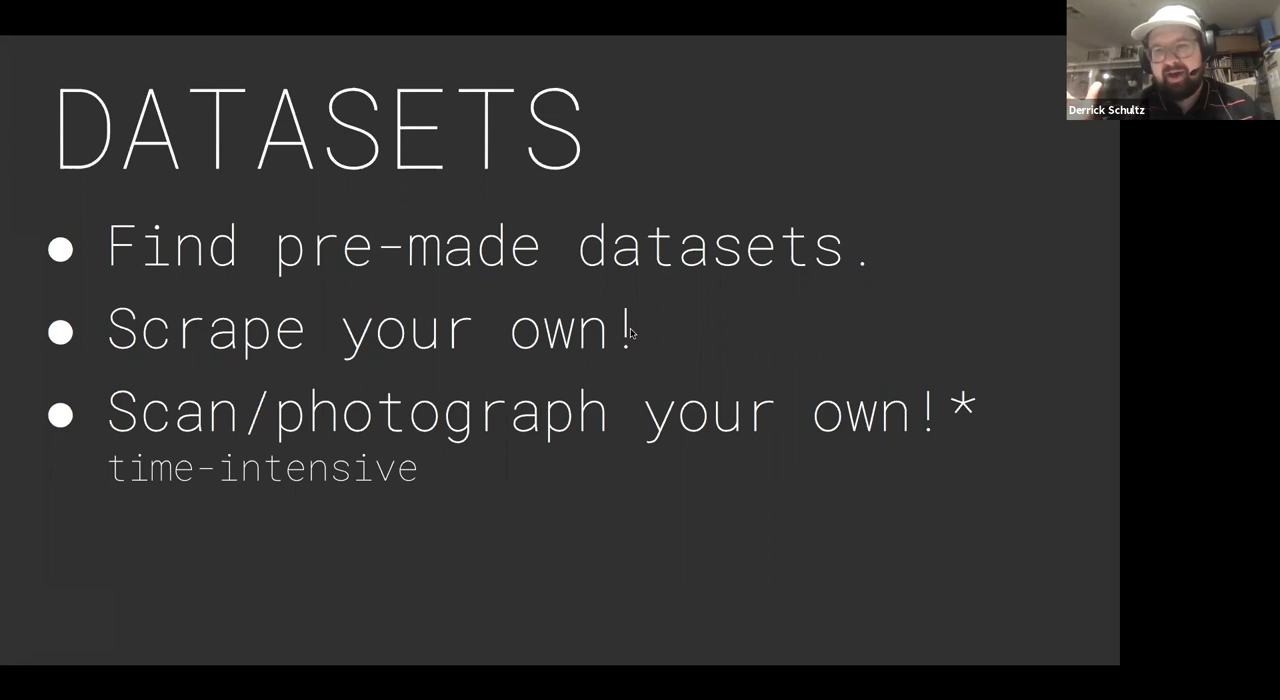 DATASETS
● Find pre-made datasets.
● Scrape your own!
● Scan/photograph your own!*
time-intensive
Derrick Schultz